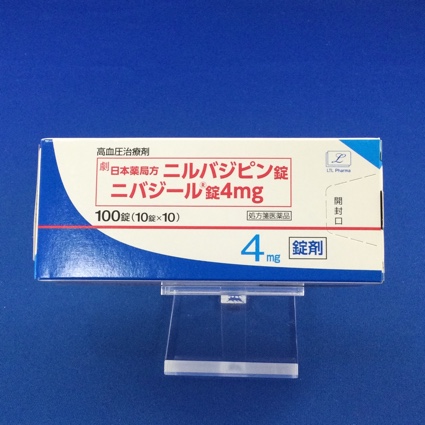 高血圧治療剤
劇 日本薬局方 ニルバジピン錠
ニバジール®錠4mg
100錠(10錠×10)
処方箋医薬品
4mg 錠剤
L
LTL Pharma
開封口